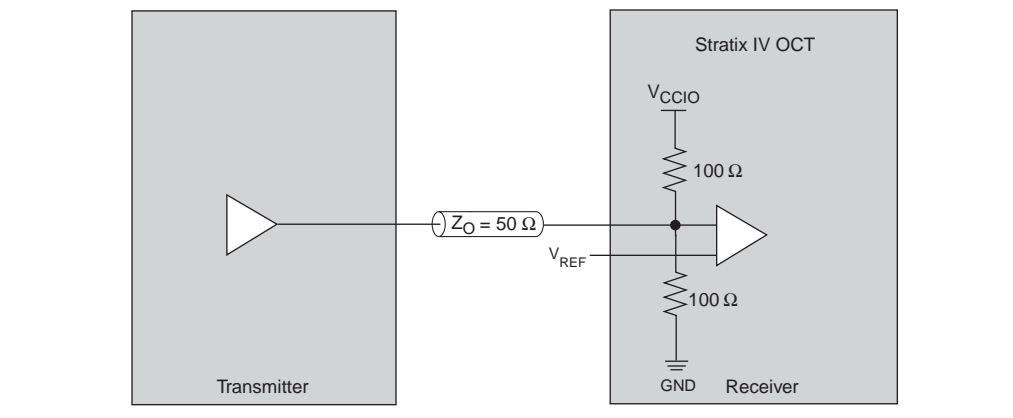 Stratix IV OCT
VCCIO
100 Ω
ZO = 50 Ω
VREF
100 Ω
GND
Transmitter
Receiver